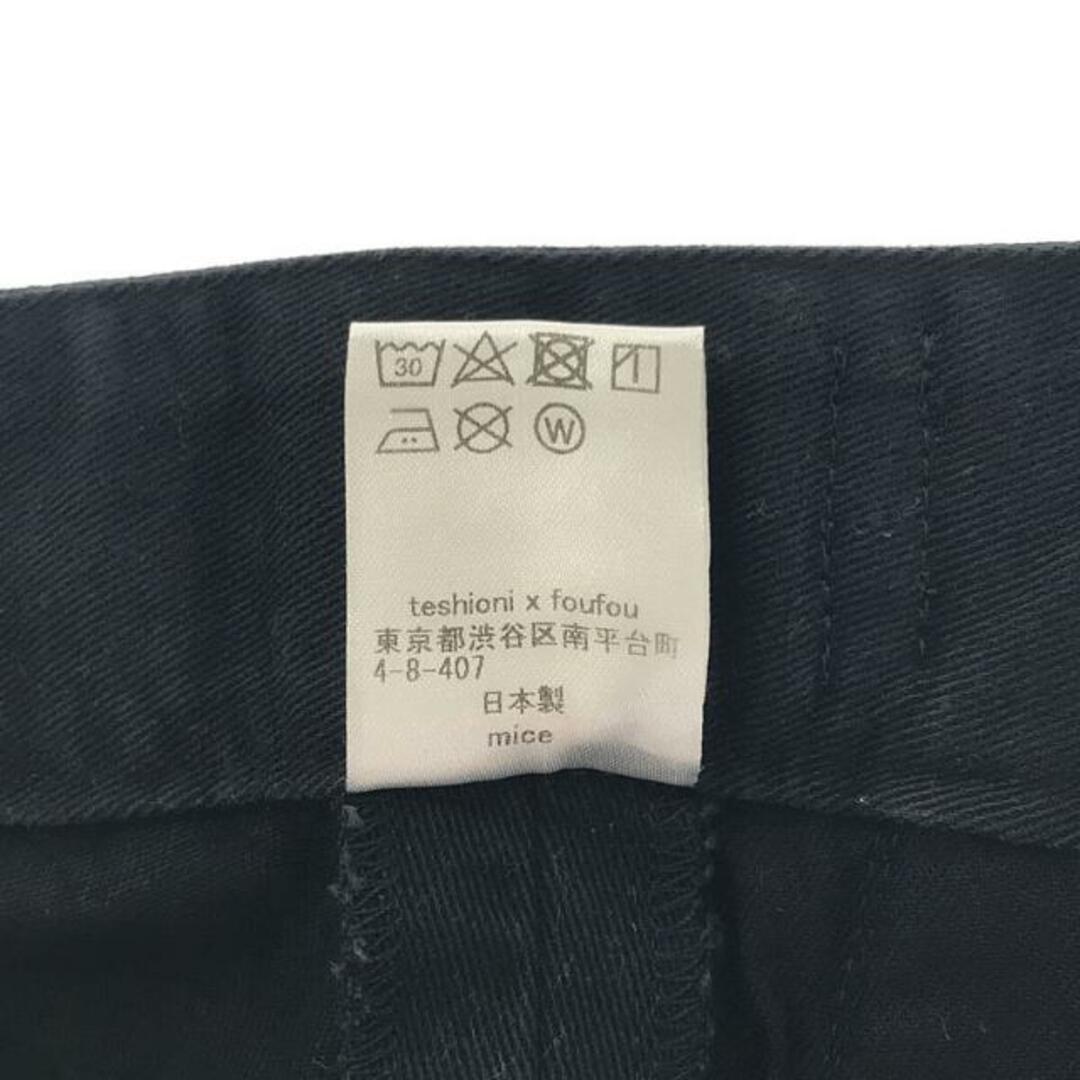 30
W
teshioni x foufou
東京都渋谷区南平台町
4-8-407
日本製
mice